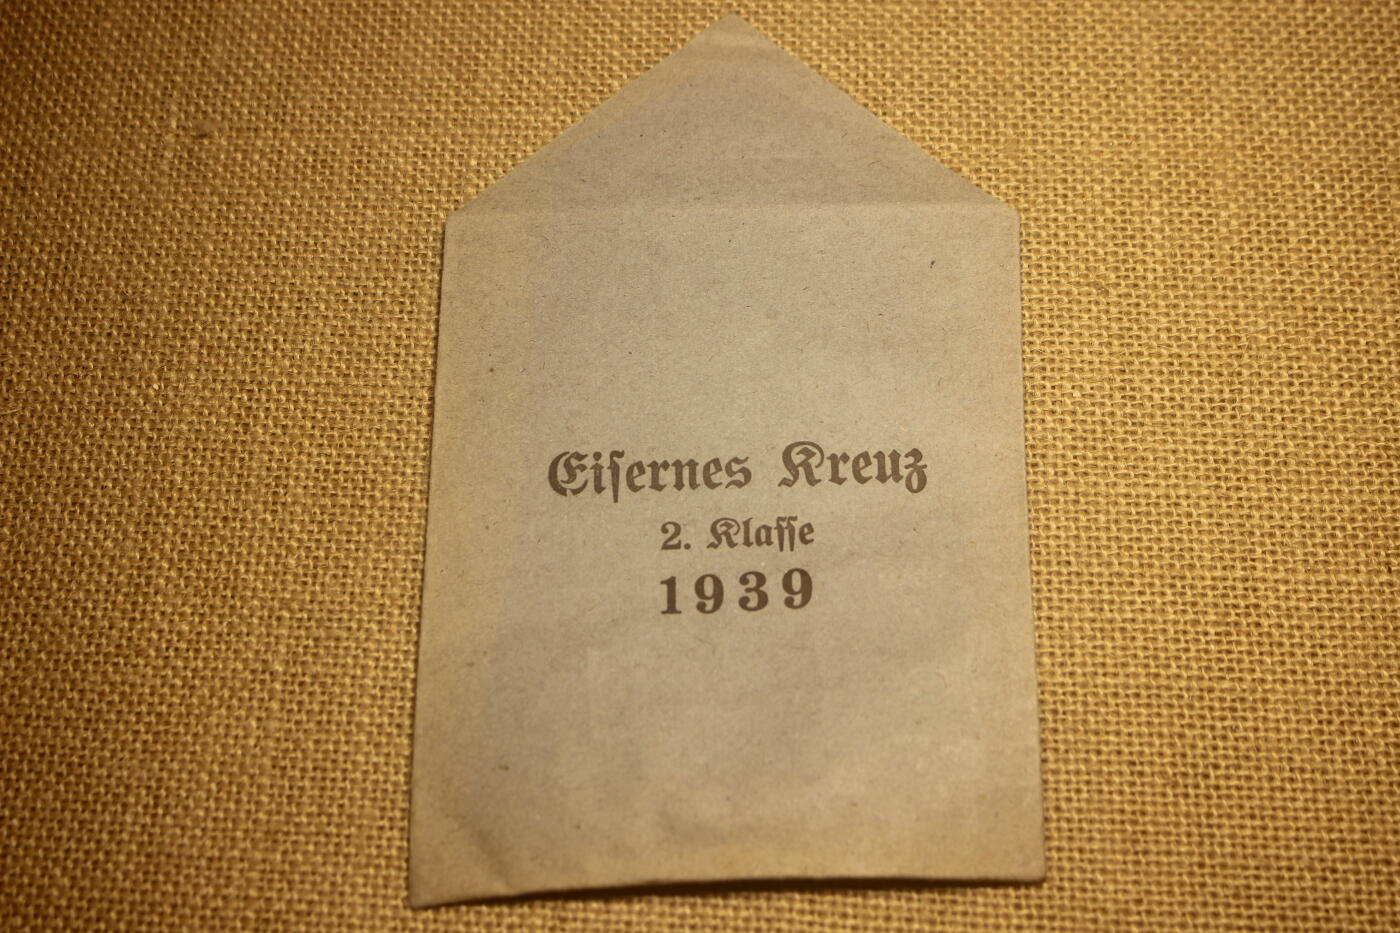 Eiſernes Kreuz
2. Klaſſe
1939